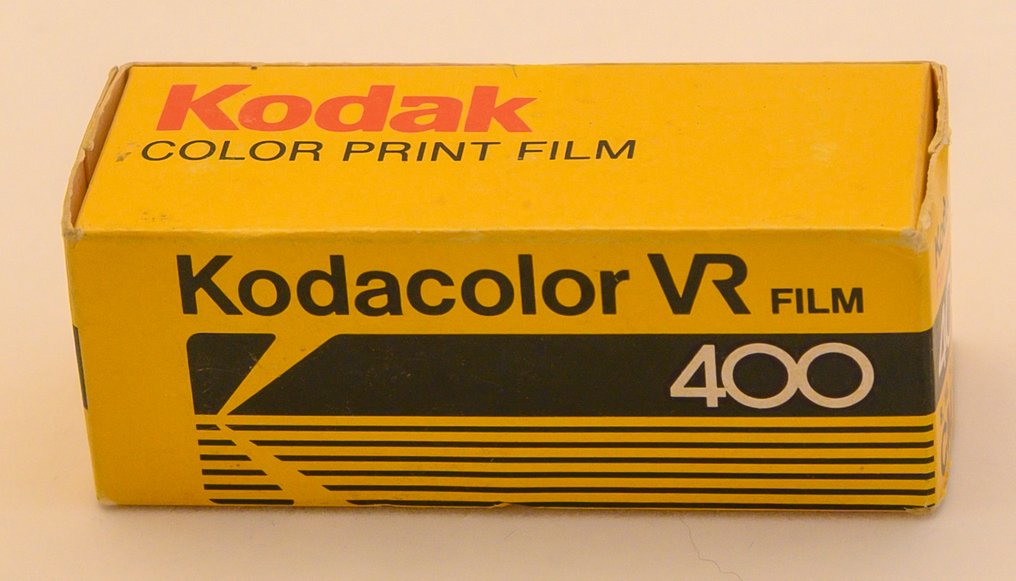 Kodak
COLOR PRINT FILM
Kodacolor VR FILM
400